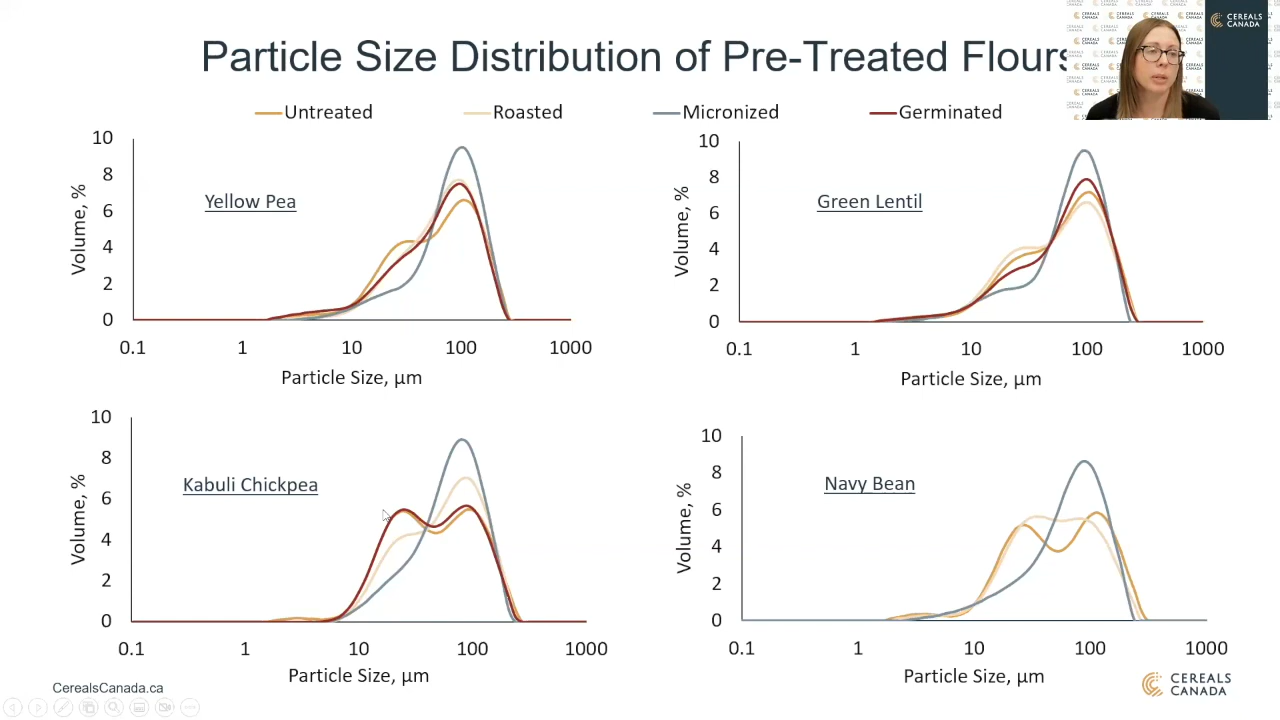 Particle Size Distribution of Pre-Treated Flours
CEREALS
CANADA
Untreated Roasted Micronized Germinated
Yellow Pea
Volume, %
10
8
6
4
2
0
0.1 1 10 100 1000
Particle Size, µm
Green Lentil
Volume, %
10
8
6
4
2
0
0.1 1 10 100 1000
Particle Size, µm
Kabuli Chickpea
Volume, %
10
8
6
4
2
0
0.1 1 10 100 1000
Particle Size, µm
Navy Bean
Volume, %
10
8
6
4
2
0
0.1 1 10 100 1000
Particle Size, µm
CerealsCanada.ca
CEREALS
CANADA